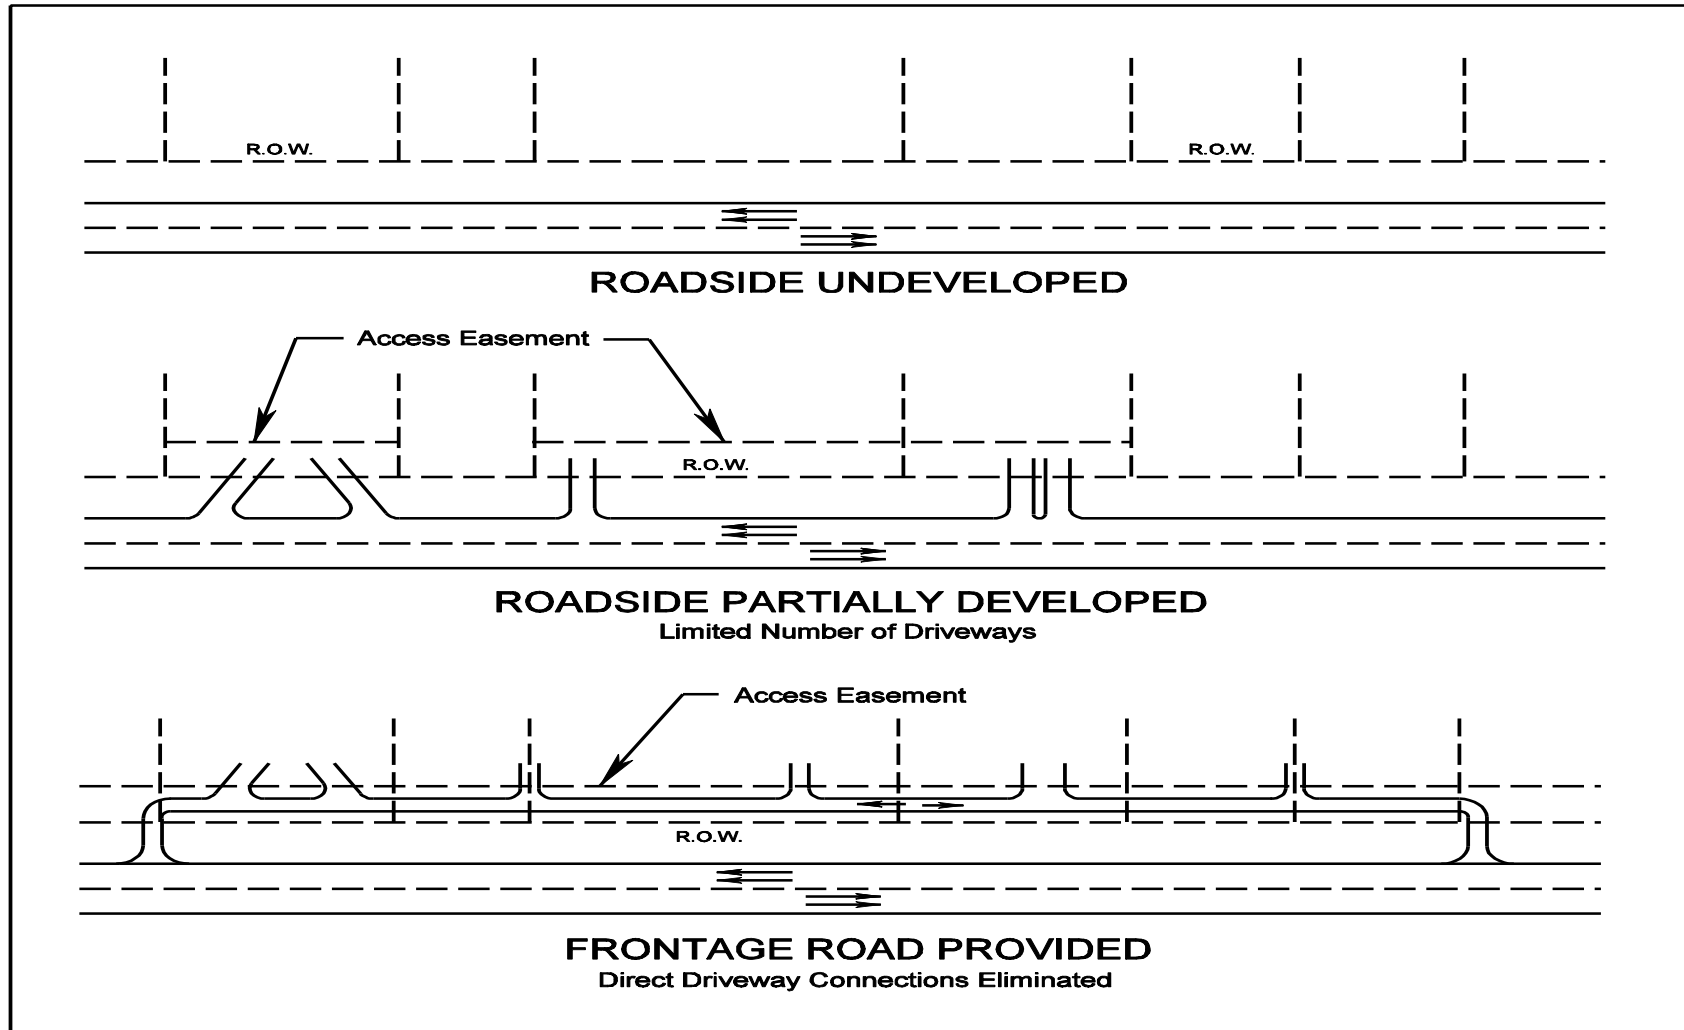 R.O.W. R.O.W.
ROADSIDE UNDEVELOPED
Access Easement
R.O.W.
ROADSIDE PARTIALLY DEVELOPED
Limited Number of Driveways
Access Easement
R.O.W.
FRONTAGE ROAD PROVIDED
Direct Driveway Connections Eliminated